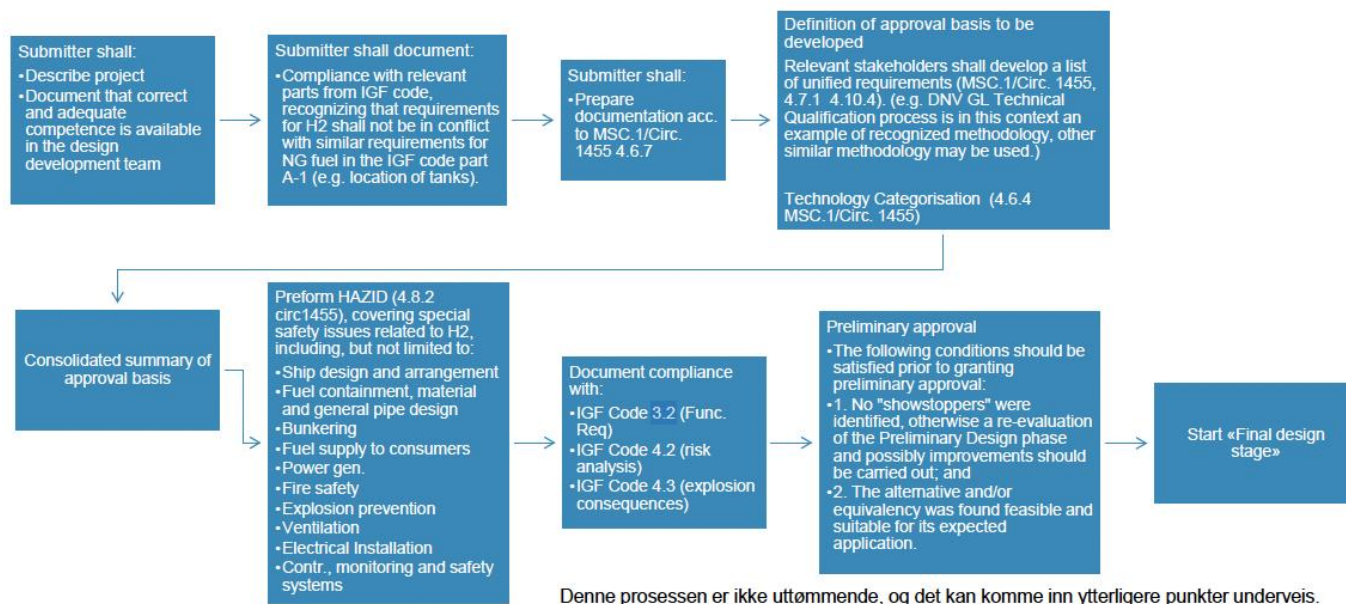 Submitter shall:
•Describe project
•Document that correct
and adequate
competence is available
in the design
development team
Submitter shall document:
•Compliance with relevant
parts from IGF code,
recognizing that requirements
for H2 shall not be in conflict
with similar requirements for
NG fuel in the IGF code part
A-1 (e.g. location of tanks).
Submitter shall:
•Prepare
documentation acc.
to MSC.1/Circ.
1455 4.6.7
Definition of approval basis to be
developed
Relevant stakeholders shall develop a list
of unified requirements (MSC.1/Circ. 1455,
4.7.1 4.10.4). (e.g. DNV GL Technical
Qualification process is in this context an
example of recognized methodology, other
similar methodology may be used.)
Technology Categorisation (4.6.4
MSC.1/Circ. 1455)
Consolidated summary of
approval basis
Preform HAZID (4.8.2
circ1455), covering special
safety issues related to H2,
including, but not limited to:
•Ship design and arrangement
•Fuel containment, material
and general pipe design
•Bunkering
•Fuel supply to consumers
•Power gen.
•Fire safety
•Explosion prevention
•Ventilation
•Electrical Installation
•Contr., monitoring and safety
systems
Document compliance
with:
•IGF Code 3.2 (Func.
Req)
•IGF Code 4.2 (risk
analysis)
•IGF Code 4.3 (explosion
consequences)
Preliminary approval
•The following conditions should be
satisfied prior to granting
preliminary approval:
•1. No "showstoppers" were
identified, otherwise a re-evaluation
of the Preliminary Design phase
and possibly improvements should
be carried out; and
•2. The alternative and/or
equivalency was found feasible and
suitable for its expected
application.
Start «Final design
stage»
Denne prosessen er ikke uttømmende, og det kan komme inn ytterligere punkter underveis.